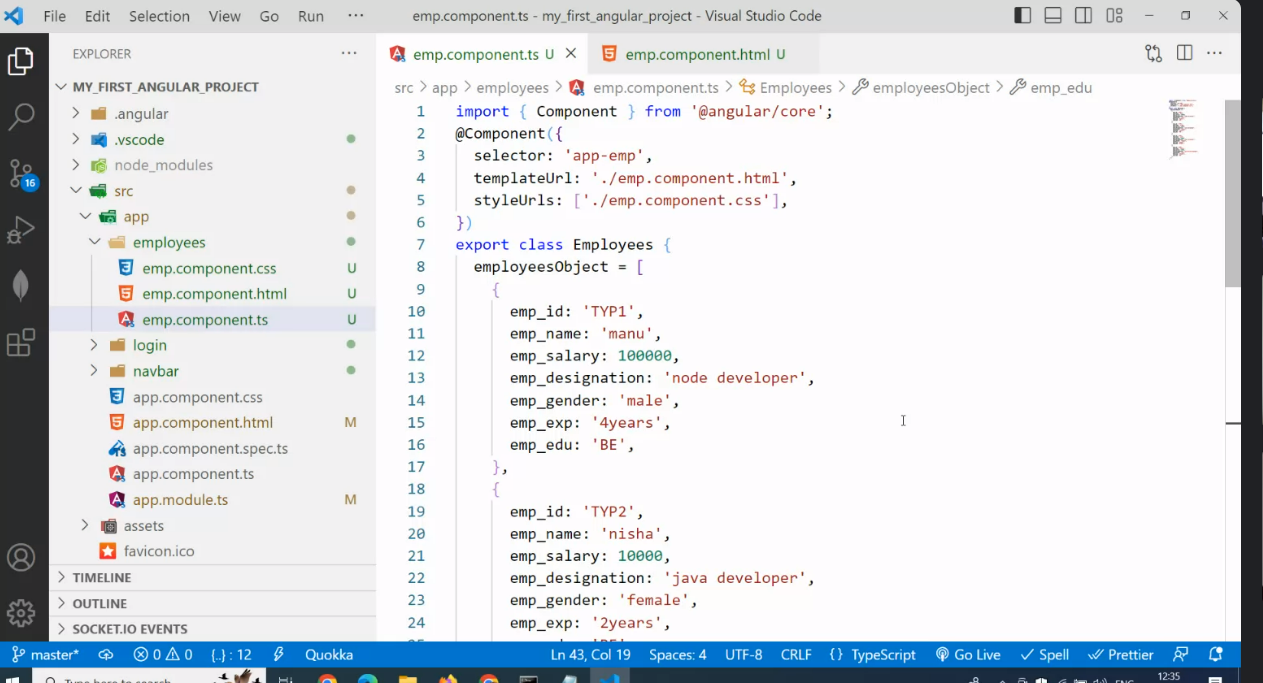 File Edit Selection View Go Run ··· emp.component.ts - my_first_angular_project - Visual Studio Code
EXPLORER ···
MY_FIRST_ANGULAR_PROJECT
.angular
.vscode
node_modules
src
app
employees
emp.component.css U
emp.component.html U
emp.component.ts U
login
navbar
app.component.css
app.component.html M
app.component.spec.ts
app.component.ts
app.module.ts M
assets
favicon.ico
TIMELINE
OUTLINE
SOCKET.IO EVENTS
16
emp.component.ts U emp.component.html U
src > app > employees > emp.component.ts > Employees > employeesObject > emp_edu
1 import { Component } from '@angular/core';
2 @Component({
3 selector: 'app-emp',
4 templateUrl: './emp.component.html',
5 styleUrls: ['./emp.component.css'],
6 })
7 export class Employees {
8 employeesObject = [
9 {
10 emp_id: 'TYP1',
11 emp_name: 'manu',
12 emp_salary: 100000,
13 emp_designation: 'node developer',
14 emp_gender: 'male',
15 emp_exp: '4years',
16 emp_edu: 'BE',
17 },
18 {
19 emp_id: 'TYP2',
20 emp_name: 'nisha',
21 emp_salary: 10000,
22 emp_designation: 'java developer',
23 emp_gender: 'female',
24 emp_exp: '2years',
master* 0 0 {..} : 12 Quokka Ln 43, Col 19 Spaces: 4 UTF-8 CRLF {} TypeScript Go Live Spell Prettier
Type here to search 12:35